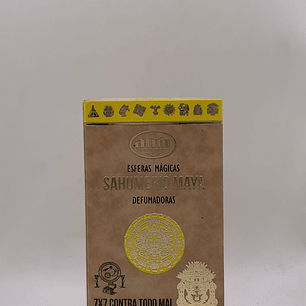 ESFERAS MÁGICAS
SAHUMERIO MAYA
DEFUMADORAS
7X7 CONTRA TODO MAL